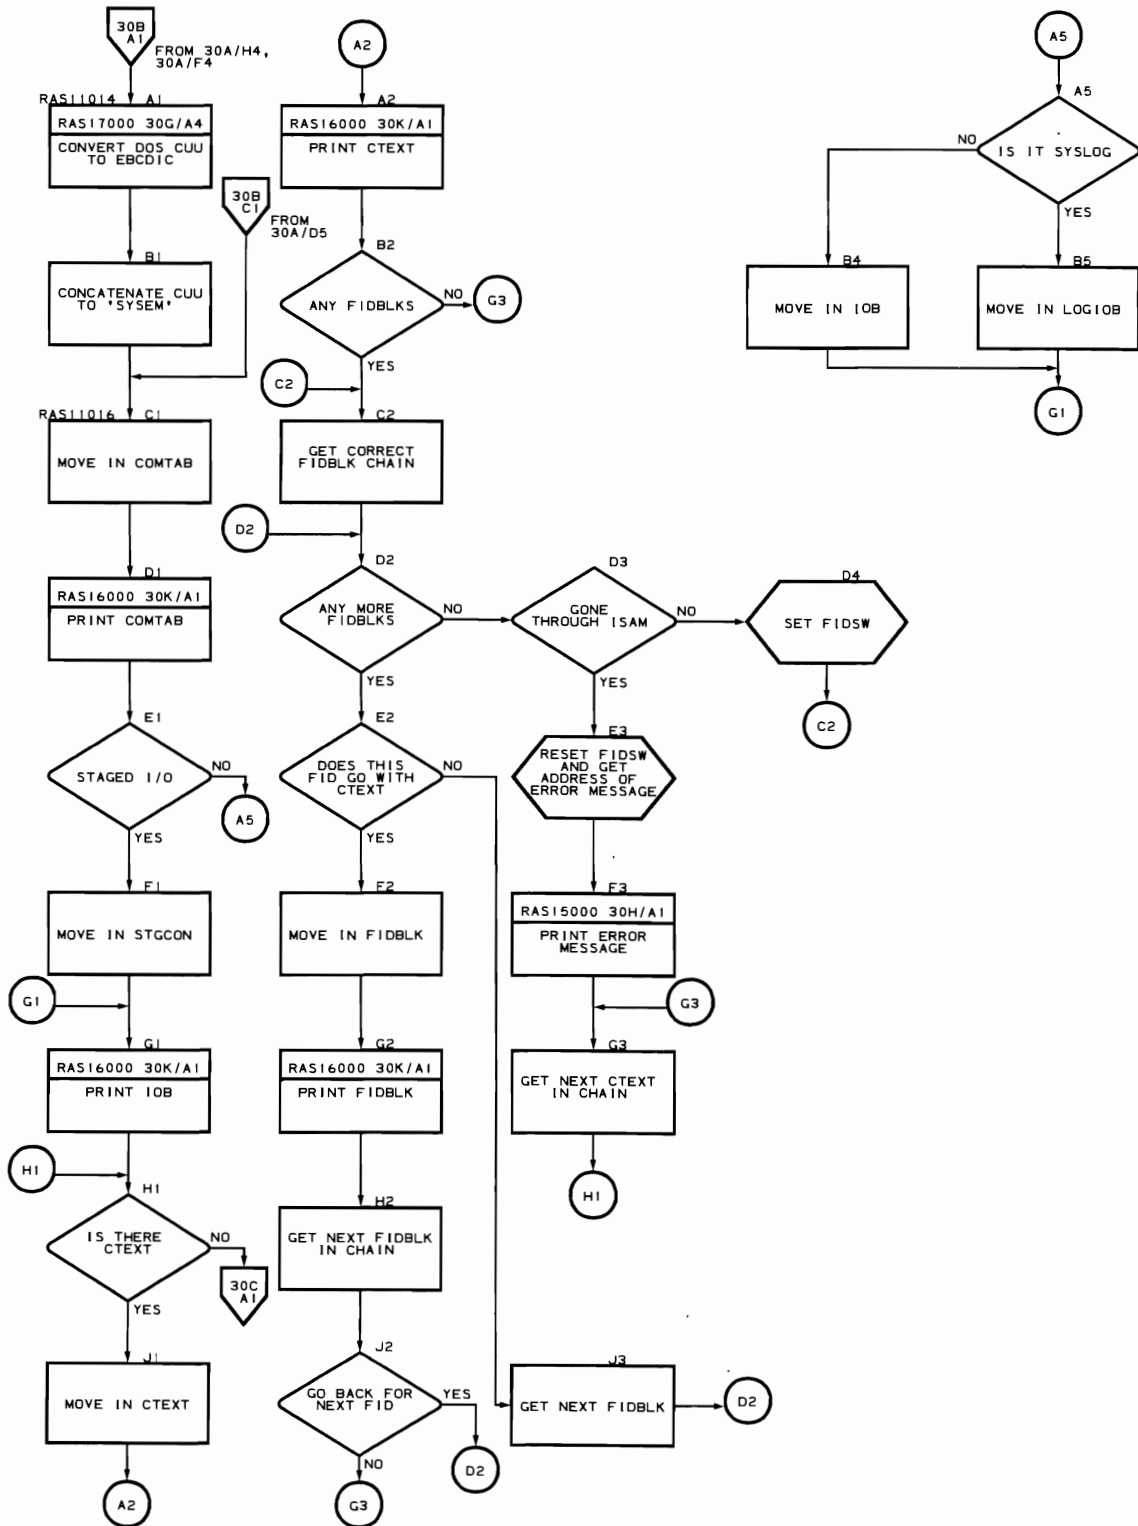 30B
A1
FROM 30A/H4,
30A/F4
RAS11014
A1
RAS17000 30G/A4
CONVERT DOS CUU
TO EBCDIC
30B
C1
FROM
30A/D5
B1
CONCATENATE CUU
TO 'SYSEM'
RAS11016
C1
MOVE IN COMTAB
D1
RAS16000 30K/A1
PRINT COMTAB
E1
STAGED I/O
NO
A5
YES
F1
MOVE IN STGCON
G1
G1
RAS16000 30K/A1
PRINT IOB
H1
H1
IS THERE
CTEXT
NO
30C
A1
YES
J1
MOVE IN CTEXT
A2
A2
A2
RAS16000 30K/A1
PRINT CTEXT
B2
ANY FIDBLKS
NO
G3
YES
C2
C2
GET CORRECT
FIDBLK CHAIN
D2
D2
ANY MORE
FIDBLKS
NO
YES
E2
DOES THIS
FID GO WITH
CTEXT
NO
YES
F2
MOVE IN FIDBLK
G2
RAS16000 30K/A1
PRINT FIDBLK
H2
GET NEXT FIDBLK
IN CHAIN
J2
GO BACK FOR
NEXT FID
YES
D2
NO
G3
D3
GONE
THROUGH ISAM
NO
YES
E3
RESET FIDSW
AND GET
ADDRESS OF
ERROR MESSAGE
F3
RAS15000 30H/A1
PRINT ERROR
MESSAGE
G3
G3
GET NEXT CTEXT
IN CHAIN
H1
J3
GET NEXT FIDBLK
D2
D4
SET FIDSW
C2
A5
A5
IS IT SYSLOG
NO
YES
B4
MOVE IN IOB
B5
MOVE IN LOGIOB
G1